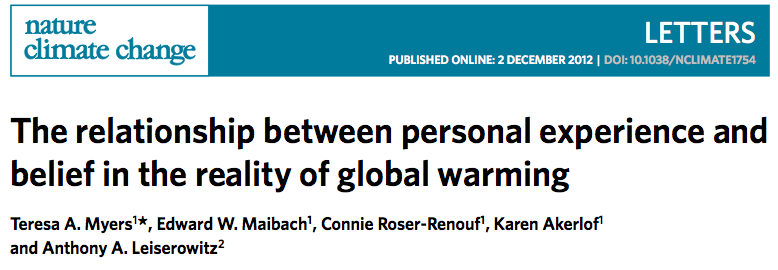 nature
climate change
LETTERS
PUBLISHED ONLINE: 2 DECEMBER 2012 | DOI: 10.1038/NCLIMATE1754
The relationship between personal experience and
belief in the reality of global warming
Teresa A. Myers¹*, Edward W. Maibach¹, Connie Roser-Renouf¹, Karen Akerlof¹
and Anthony A. Leiserowitz²